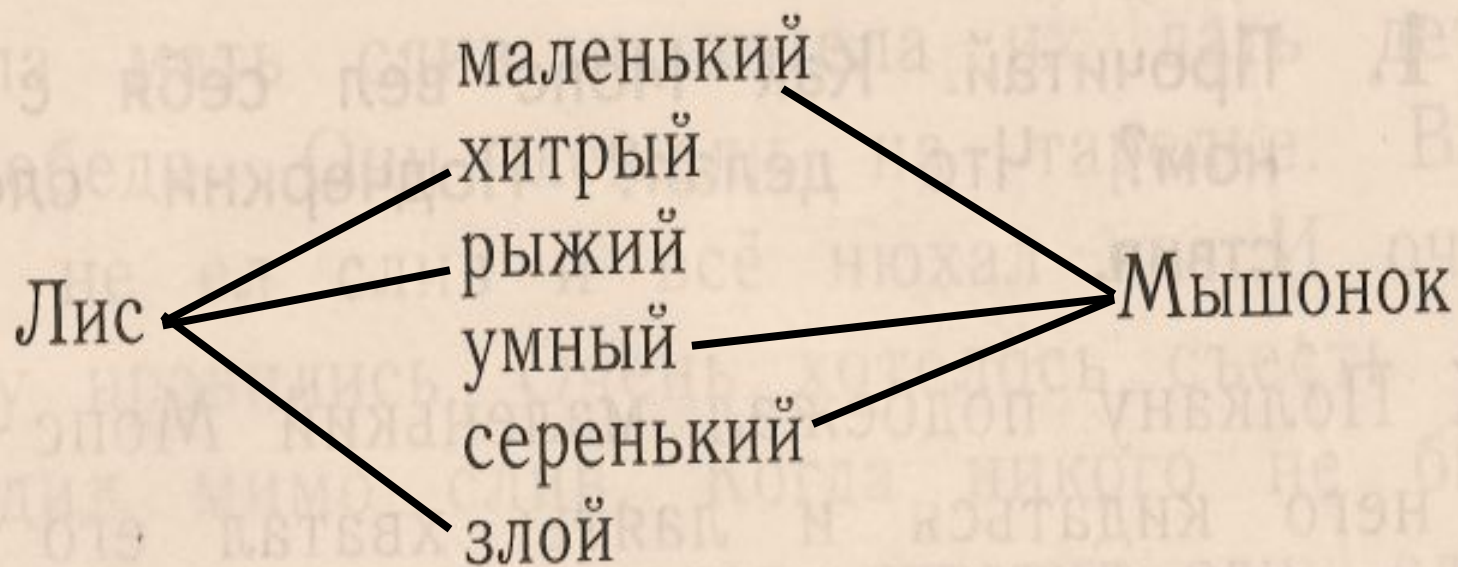 маленький
хитрый
рыжий
Лис
Мышонок
умный
серенький
злой